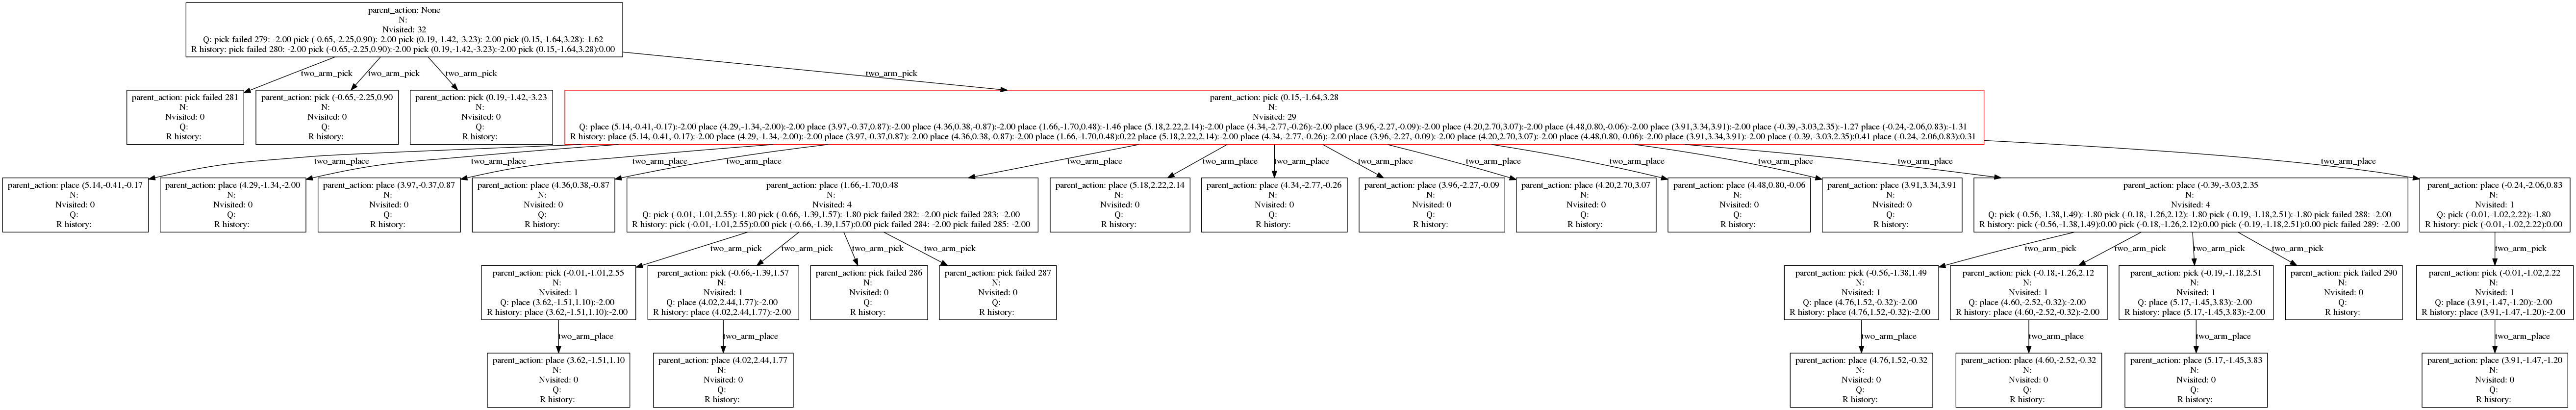 parent_action: None
N:
Nvisited: 32
Q: pick failed 279: -2.00 pick (-0.65,-2.25,0.90):-2.00 pick (0.19,-1.42,-3.23):-2.00 pick (0.15,-1.64,3.28):-1.62
R history: pick failed 280: -2.00 pick (-0.65,-2.25,0.90):-2.00 pick (0.19,-1.42,-3.23):-2.00 pick (0.15,-1.64,3.28):0.00
two_arm_pick
two_arm_pick
two_arm_pick
two_arm_pick
parent_action: pick failed 281
N:
Nvisited: 0
Q:
R history:
parent_action: pick (-0.65,-2.25,0.90
N:
Nvisited: 0
Q:
R history:
parent_action: pick (0.19,-1.42,-3.23
N:
Nvisited: 0
Q:
R history:
parent_action: pick (0.15,-1.64,3.28
N:
Nvisited: 29
Q: place (5.14,-0.41,-0.17):-2.00 place (4.29,-1.34,-2.00):-2.00 place (3.97,-0.37,0.87):-2.00 place (4.36,0.38,-0.87):-2.00 place (1.66,-1.70,0.48):-1.46 place (5.18,2.22,2.14):-2.00 place (4.34,-2.77,-0.26):-2.00 place (3.96,-2.27,-0.09):-2.00 place (4.20,2.70,3.07):-2.00 place (4.48,0.80,-0.06):-2.00 place (3.91,3.34,3.91):-2.00 place (-0.39,-3.03,2.35):-1.27 place (-0.24,-2.06,0.83):-1.31
R history: place (5.14,-0.41,-0.17):-2.00 place (4.29,-1.34,-2.00):-2.00 place (3.97,-0.37,0.87):-2.00 place (4.36,0.38,-0.87):-2.00 place (1.66,-1.70,0.48):0.22 place (5.18,2.22,2.14):-2.00 place (4.34,-2.77,-0.26):-2.00 place (3.96,-2.27,-0.09):-2.00 place (4.20,2.70,3.07):-2.00 place (4.48,0.80,-0.06):-2.00 place (3.91,3.34,3.91):-2.00 place (-0.39,-3.03,2.35):0.41 place (-0.24,-2.06,0.83):0.31
two_arm_place
two_arm_place
two_arm_place
two_arm_place
two_arm_place
two_arm_place
two_arm_place
two_arm_place
two_arm_place
two_arm_place
two_arm_place
two_arm_place
two_arm_place
parent_action: place (5.14,-0.41,-0.17
N:
Nvisited: 0
Q:
R history:
parent_action: place (4.29,-1.34,-2.00
N:
Nvisited: 0
Q:
R history:
parent_action: place (3.97,-0.37,0.87
N:
Nvisited: 0
Q:
R history:
parent_action: place (4.36,0.38,-0.87
N:
Nvisited: 0
Q:
R history:
parent_action: place (1.66,-1.70,0.48
N:
Nvisited: 4
Q: pick (-0.01,-1.01,2.55):-1.80 pick (-0.66,-1.39,1.57):-1.80 pick failed 282: -2.00 pick failed 283: -2.00
R history: pick (-0.01,-1.01,2.55):0.00 pick (-0.66,-1.39,1.57):0.00 pick failed 284: -2.00 pick failed 285: -2.00
parent_action: place (5.18,2.22,2.14
N:
Nvisited: 0
Q:
R history:
parent_action: place (4.34,-2.77,-0.26
N:
Nvisited: 0
Q:
R history:
parent_action: place (3.96,-2.27,-0.09
N:
Nvisited: 0
Q:
R history:
parent_action: place (4.20,2.70,3.07
N:
Nvisited: 0
Q:
R history:
parent_action: place (4.48,0.80,-0.06
N:
Nvisited: 0
Q:
R history:
parent_action: place (3.91,3.34,3.91
N:
Nvisited: 0
Q:
R history:
parent_action: place (-0.39,-3.03,2.35
N:
Nvisited: 4
Q: pick (-0.56,-1.38,1.49):-1.80 pick (-0.18,-1.26,2.12):-1.80 pick (-0.19,-1.18,2.51):-1.80 pick failed 288: -2.00
R history: pick (-0.56,-1.38,1.49):0.00 pick (-0.18,-1.26,2.12):0.00 pick (-0.19,-1.18,2.51):0.00 pick failed 289: -2.00
parent_action: place (-0.24,-2.06,0.83
N:
Nvisited: 1
Q: pick (-0.01,-1.02,2.22):-1.80
R history: pick (-0.01,-1.02,2.22):0.00
two_arm_pick
two_arm_pick
two_arm_pick
two_arm_pick
two_arm_pick
two_arm_pick
two_arm_pick
two_arm_pick
two_arm_pick
parent_action: pick (-0.01,-1.01,2.55
N:
Nvisited: 1
Q: place (3.62,-1.51,1.10):-2.00
R history: place (3.62,-1.51,1.10):-2.00
parent_action: pick (-0.66,-1.39,1.57
N:
Nvisited: 1
Q: place (4.02,2.44,1.77):-2.00
R history: place (4.02,2.44,1.77):-2.00
parent_action: pick failed 286
N:
Nvisited: 0
Q:
R history:
parent_action: pick failed 287
N:
Nvisited: 0
Q:
R history:
parent_action: pick (-0.56,-1.38,1.49
N:
Nvisited: 1
Q: place (4.76,1.52,-0.32):-2.00
R history: place (4.76,1.52,-0.32):-2.00
parent_action: pick (-0.18,-1.26,2.12
N:
Nvisited: 1
Q: place (4.60,-2.52,-0.32):-2.00
R history: place (4.60,-2.52,-0.32):-2.00
parent_action: pick (-0.19,-1.18,2.51
N:
Nvisited: 1
Q: place (5.17,-1.45,3.83):-2.00
R history: place (5.17,-1.45,3.83):-2.00
parent_action: pick failed 290
N:
Nvisited: 0
Q:
R history:
parent_action: pick (-0.01,-1.02,2.22
N:
Nvisited: 1
Q: place (3.91,-1.47,-1.20):-2.00
R history: place (3.91,-1.47,-1.20):-2.00
two_arm_place
two_arm_place
two_arm_place
two_arm_place
two_arm_place
two_arm_place
parent_action: place (3.62,-1.51,1.10
N:
Nvisited: 0
Q:
R history:
parent_action: place (4.02,2.44,1.77
N:
Nvisited: 0
Q:
R history:
parent_action: place (4.76,1.52,-0.32
N:
Nvisited: 0
Q:
R history:
parent_action: place (4.60,-2.52,-0.32
N:
Nvisited: 0
Q:
R history:
parent_action: place (5.17,-1.45,3.83
N:
Nvisited: 0
Q:
R history:
parent_action: place (3.91,-1.47,-1.20
N:
Nvisited: 0
Q:
R history: